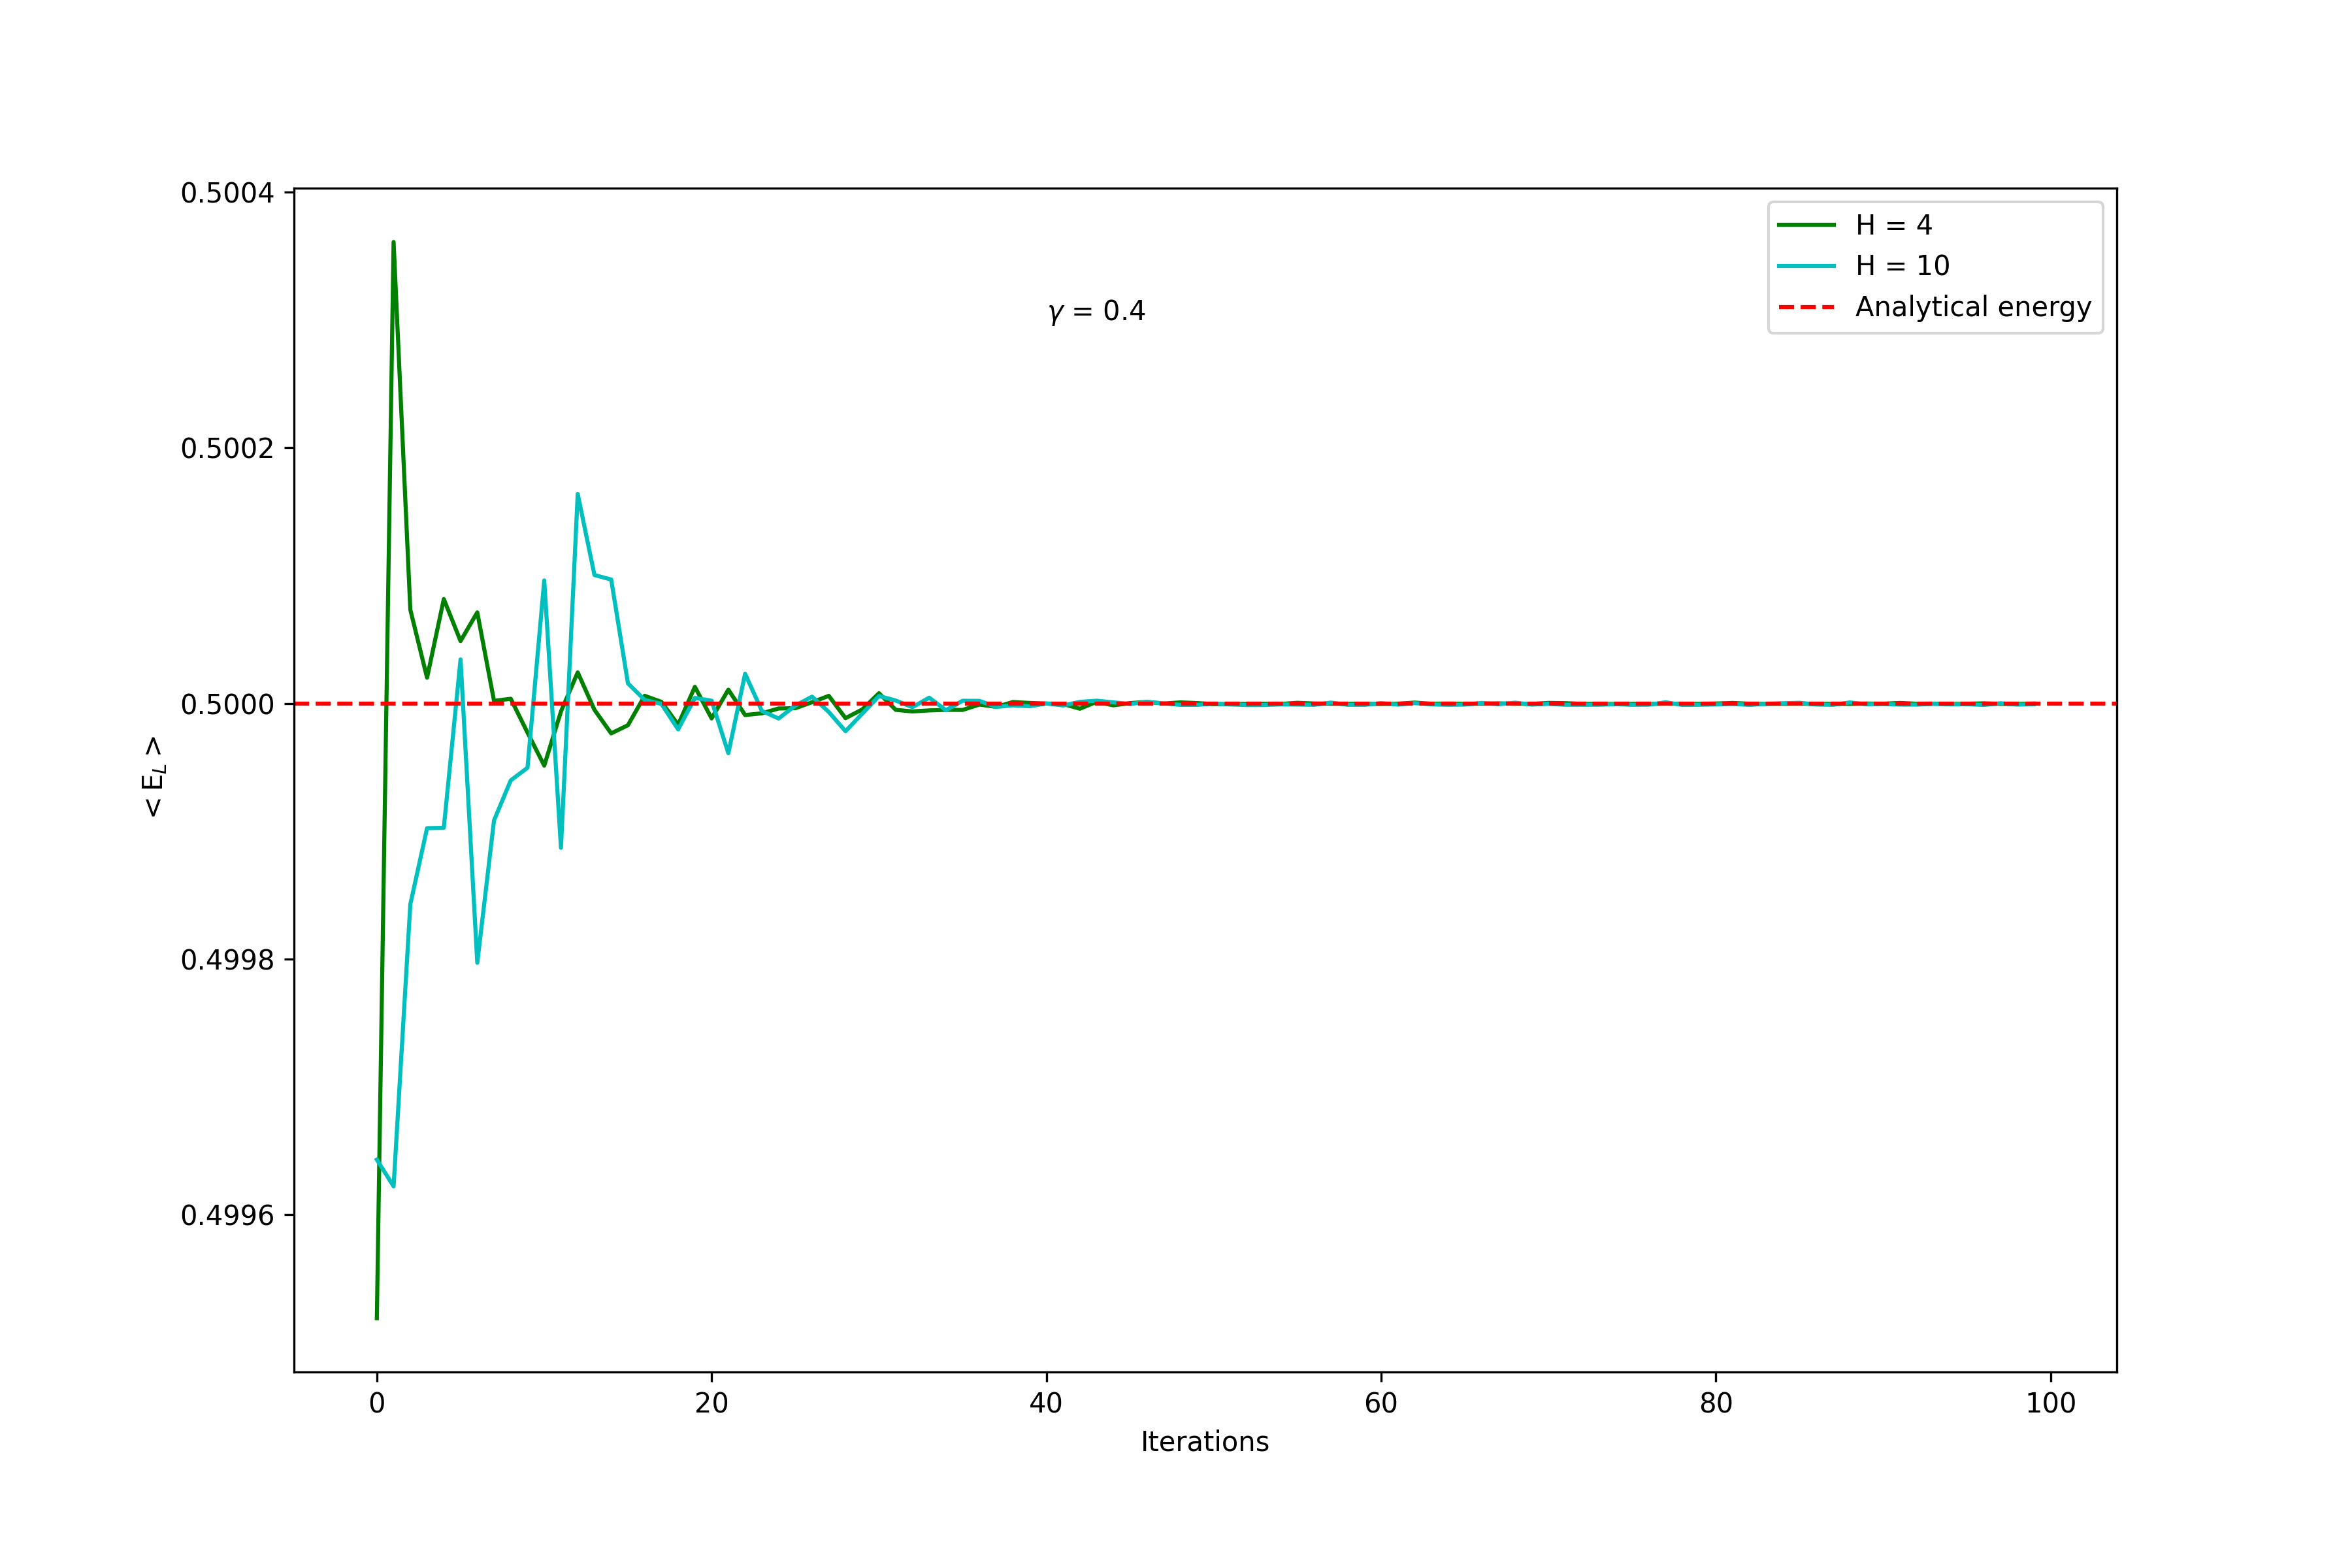 0.5004
0.5002
0.5000
0.4998
0.4996
< E_L >
H = 4
H = 10
Analytical energy
γ = 0.4
0 20 40 60 80 100
Iterations